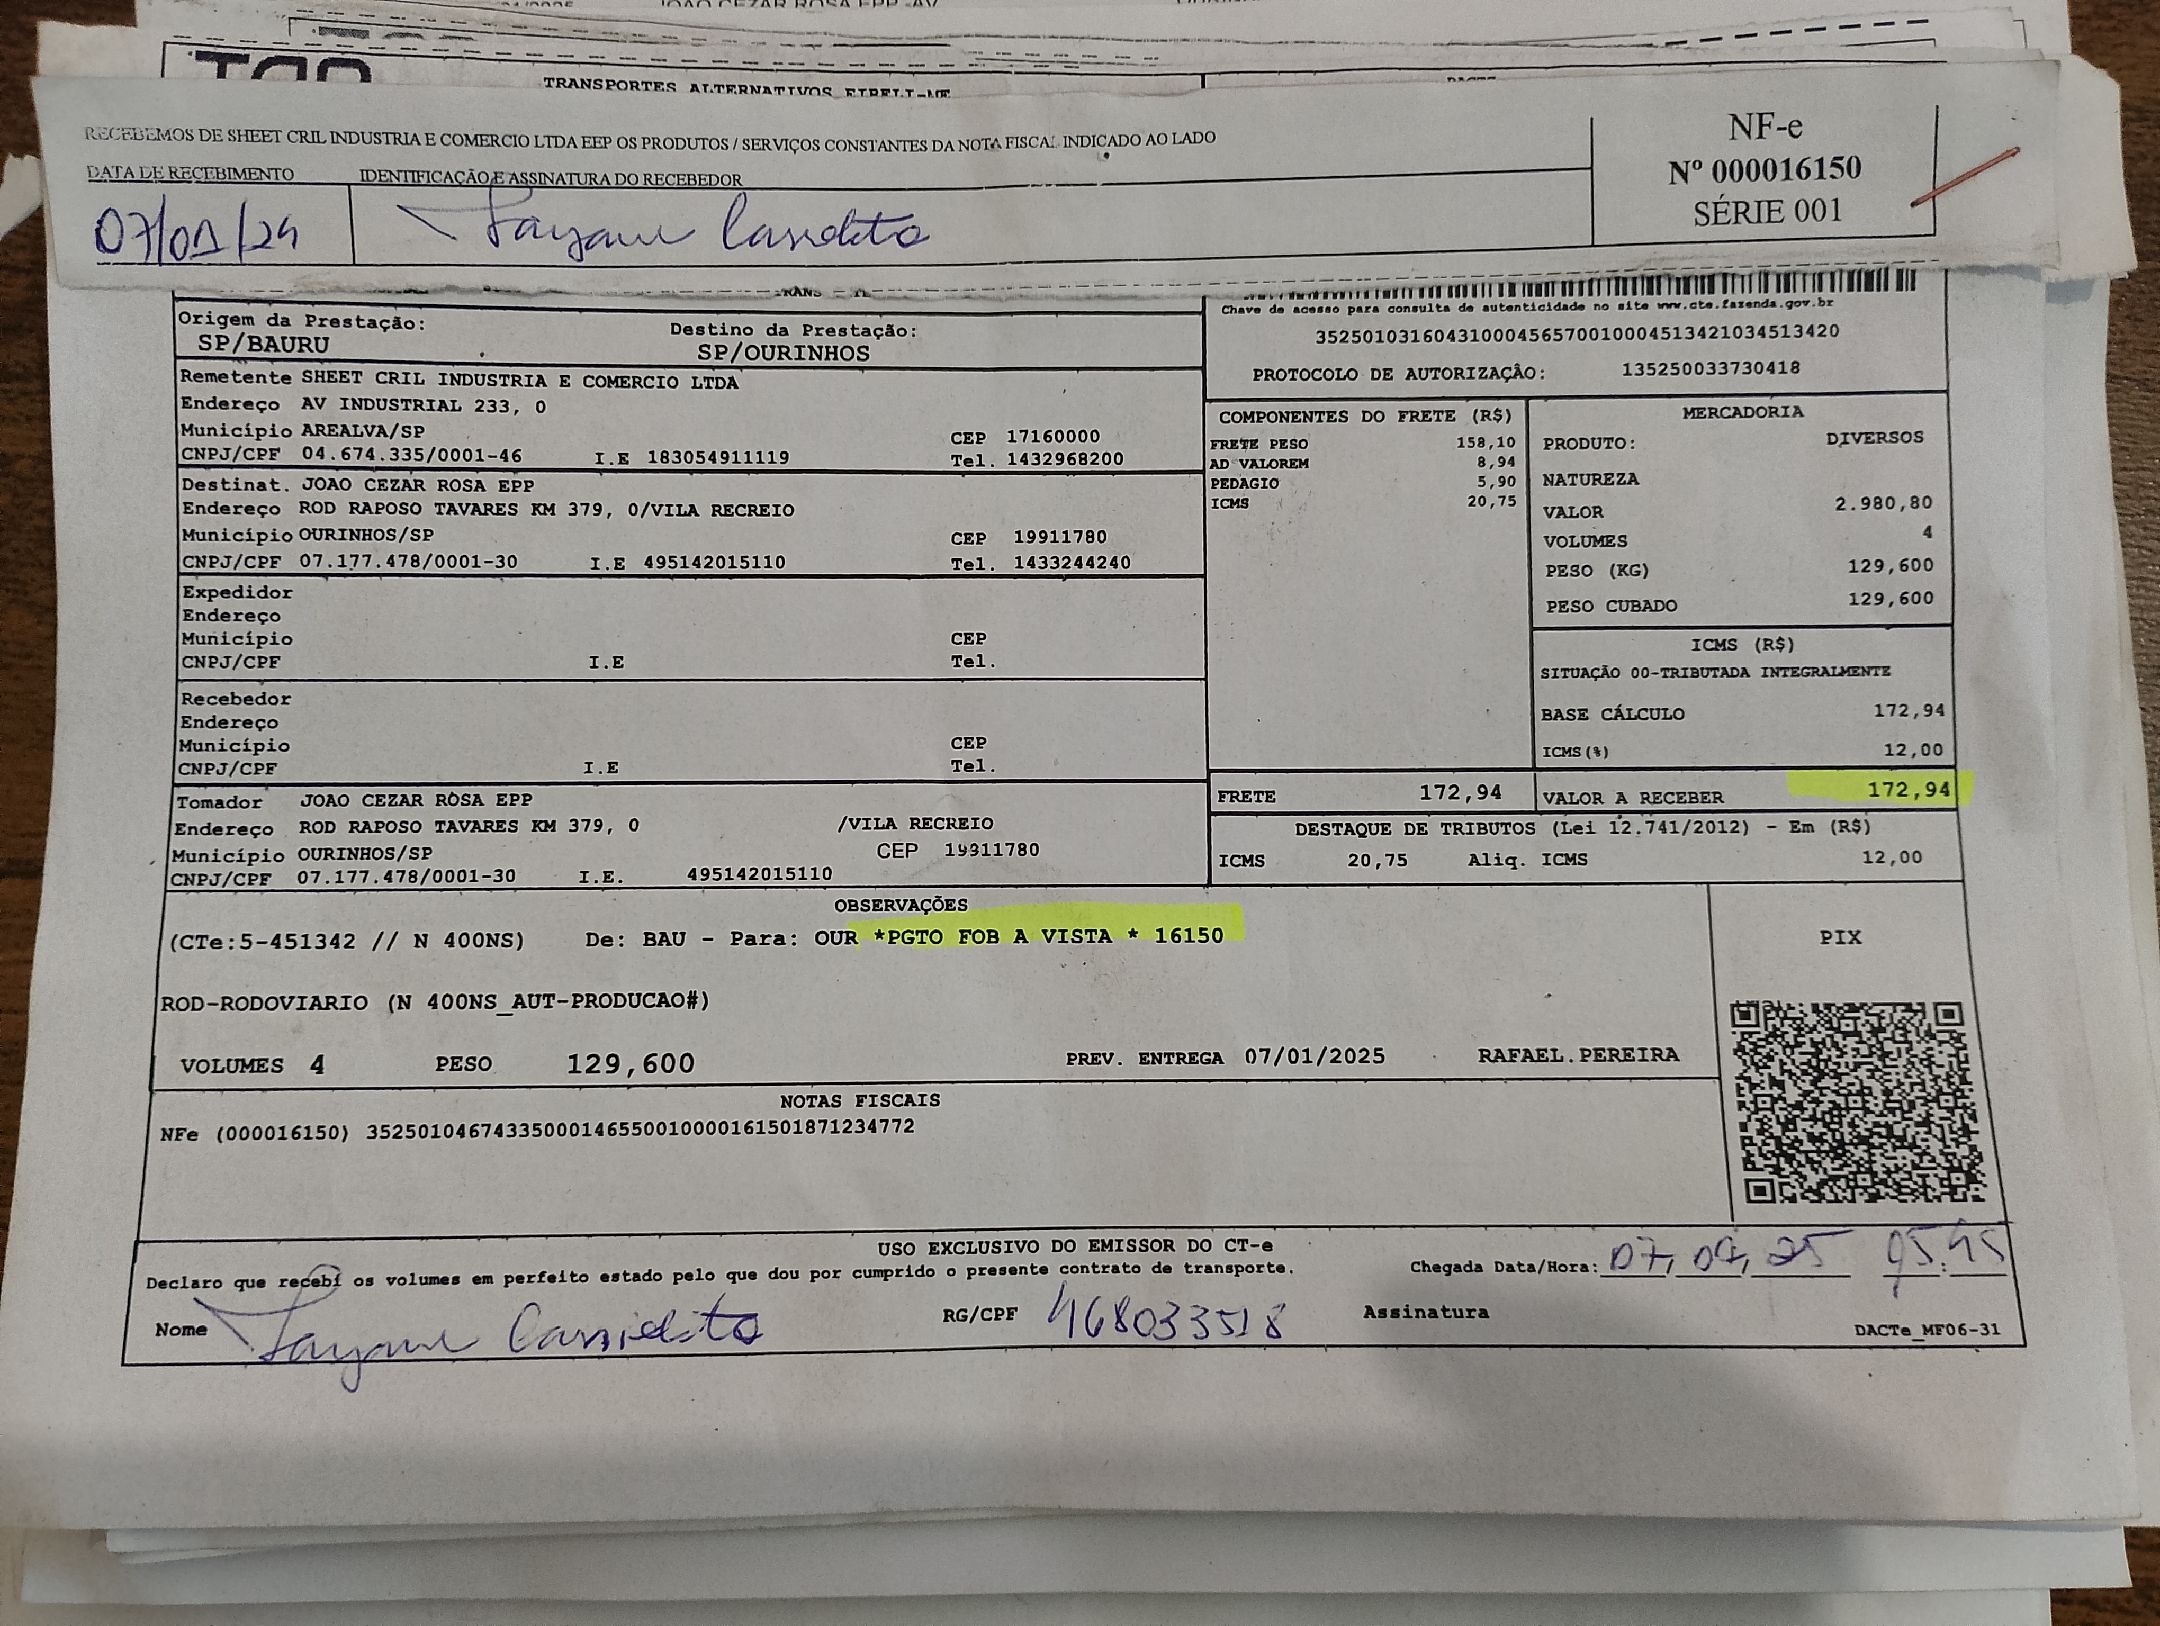 JOAO CEZAR ROSA EPP -AV
TRANSPORTES ALTERNATIVOS EIRELI-ME
RECEBEMOS DE SHEET CRIL INDUSTRIA E COMERCIO LTDA EEP OS PRODUTOS / SERVIÇOS CONSTANTES DA NOTA FISCAL INDICADO AO LADO
DATA DE RECEBIMENTO IDENTIFICAÇÃO E ASSINATURA DO RECEBEDOR
NF-e
Nº 000016150
SÉRIE 001
07/01/24
Chave de acesso para consulta de autenticidade no site www.cte.fazenda.gov.br
35250103160431000456570010004513421034513420
PROTOCOLO DE AUTORIZAÇÃO: 135250033730418
Origem da Prestação: Destino da Prestação:
SP/BAURU SP/OURINHOS
Remetente SHEET CRIL INDUSTRIA E COMERCIO LTDA
Endereço AV INDUSTRIAL 233, 0
Município AREALVA/SP CEP 17160000
CNPJ/CPF 04.674.335/0001-46 I.E 183054911119 Tel. 1432968200
Destinat. JOAO CEZAR ROSA EPP
Endereço ROD RAPOSO TAVARES KM 379, 0/VILA RECREIO
Município OURINHOS/SP CEP 19911780
CNPJ/CPF 07.177.478/0001-30 I.E 495142015110 Tel. 1433244240
Expedidor
Endereço
Município CEP
CNPJ/CPF I.E Tel.
Recebedor
Endereço
Município CEP
CNPJ/CPF I.E Tel.
Tomador JOAO CEZAR ROSA EPP
Endereço ROD RAPOSO TAVARES KM 379, 0 /VILA RECREIO
Município OURINHOS/SP CEP 19911780
CNPJ/CPF 07.177.478/0001-30 I.E. 495142015110
COMPONENTES DO FRETE (R$)
FRETE PESO 158,10
AD VALOREM 8,94
PEDAGIO 5,90
ICMS 20,75
MERCADORIA
PRODUTO: DIVERSOS
NATUREZA
VALOR 2.980,80
VOLUMES 4
PESO (KG) 129,600
PESO CUBADO 129,600
ICMS (R$)
SITUAÇÃO 00-TRIBUTADA INTEGRALMENTE
BASE CÁLCULO 172,94
ICMS(%) 12,00
FRETE 172,94 VALOR A RECEBER 172,94
DESTAQUE DE TRIBUTOS (Lei 12.741/2012) - Em (R$)
ICMS 20,75 Aliq. ICMS 12,00
OBSERVAÇÕES
(CTe:5-451342 // N 400NS) De: BAU - Para: OUR *PGTO FOB A VISTA * 16150
PIX
ROD-RODOVIARIO (N 400NS_AUT-PRODUCAO#)
VOLUMES 4 PESO 129,600 PREV. ENTREGA 07/01/2025 RAFAEL.PEREIRA
NOTAS FISCAIS
NFe (000016150) 35250104674335000146550010000161501871234772
USO EXCLUSIVO DO EMISSOR DO CT-e
Declaro que recebi os volumes em perfeito estado pelo que dou por cumprido o presente contrato de transporte.
Chegada Data/Hora:
Nome RG/CPF 468033518 Assinatura
DACTe_MF06-31